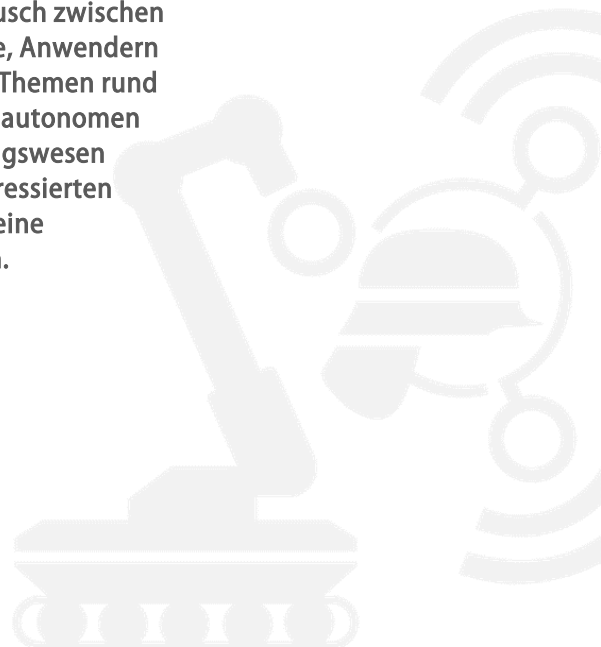 usch zwischen
e, Anwendern
Themen rund
autonomen
gswesen
ressierten
eine
.